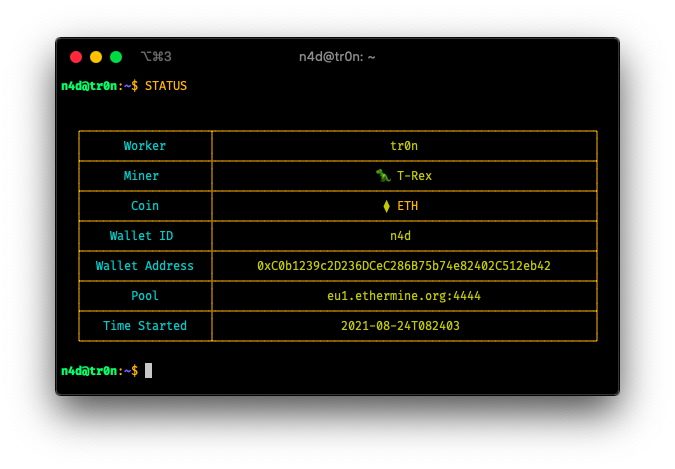 ⌥⌘3 n4d@tr0n: ~
n4d@tr0n:~$ STATUS
Worker tr0n
Miner 🦖 T-Rex
Coin ⧫ ETH
Wallet ID n4d
Wallet Address 0xC0b1239c2D236DCeC286B75b74e82402C512eb42
Pool eu1.ethermine.org:4444
Time Started 2021-08-24T082403
n4d@tr0n:~$